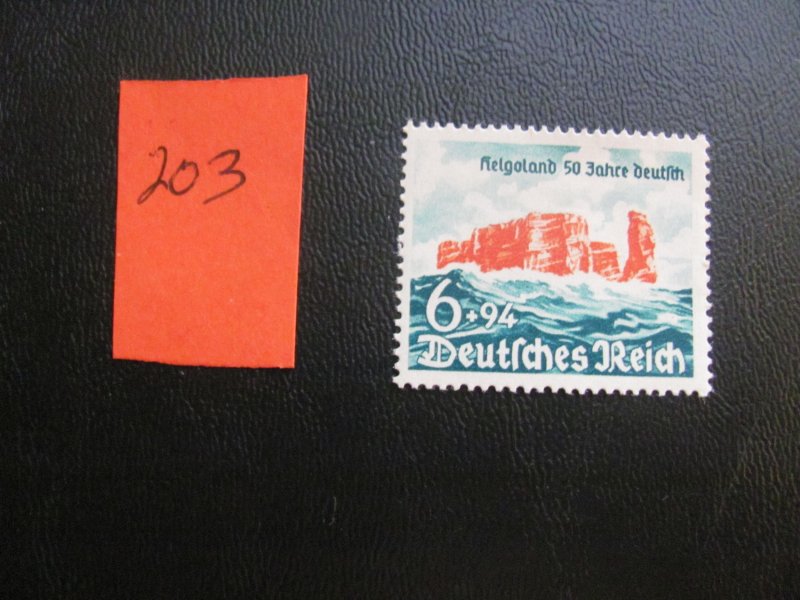 203
Helgoland 50 Jahre deutſch
6+94
Deutſches Reich